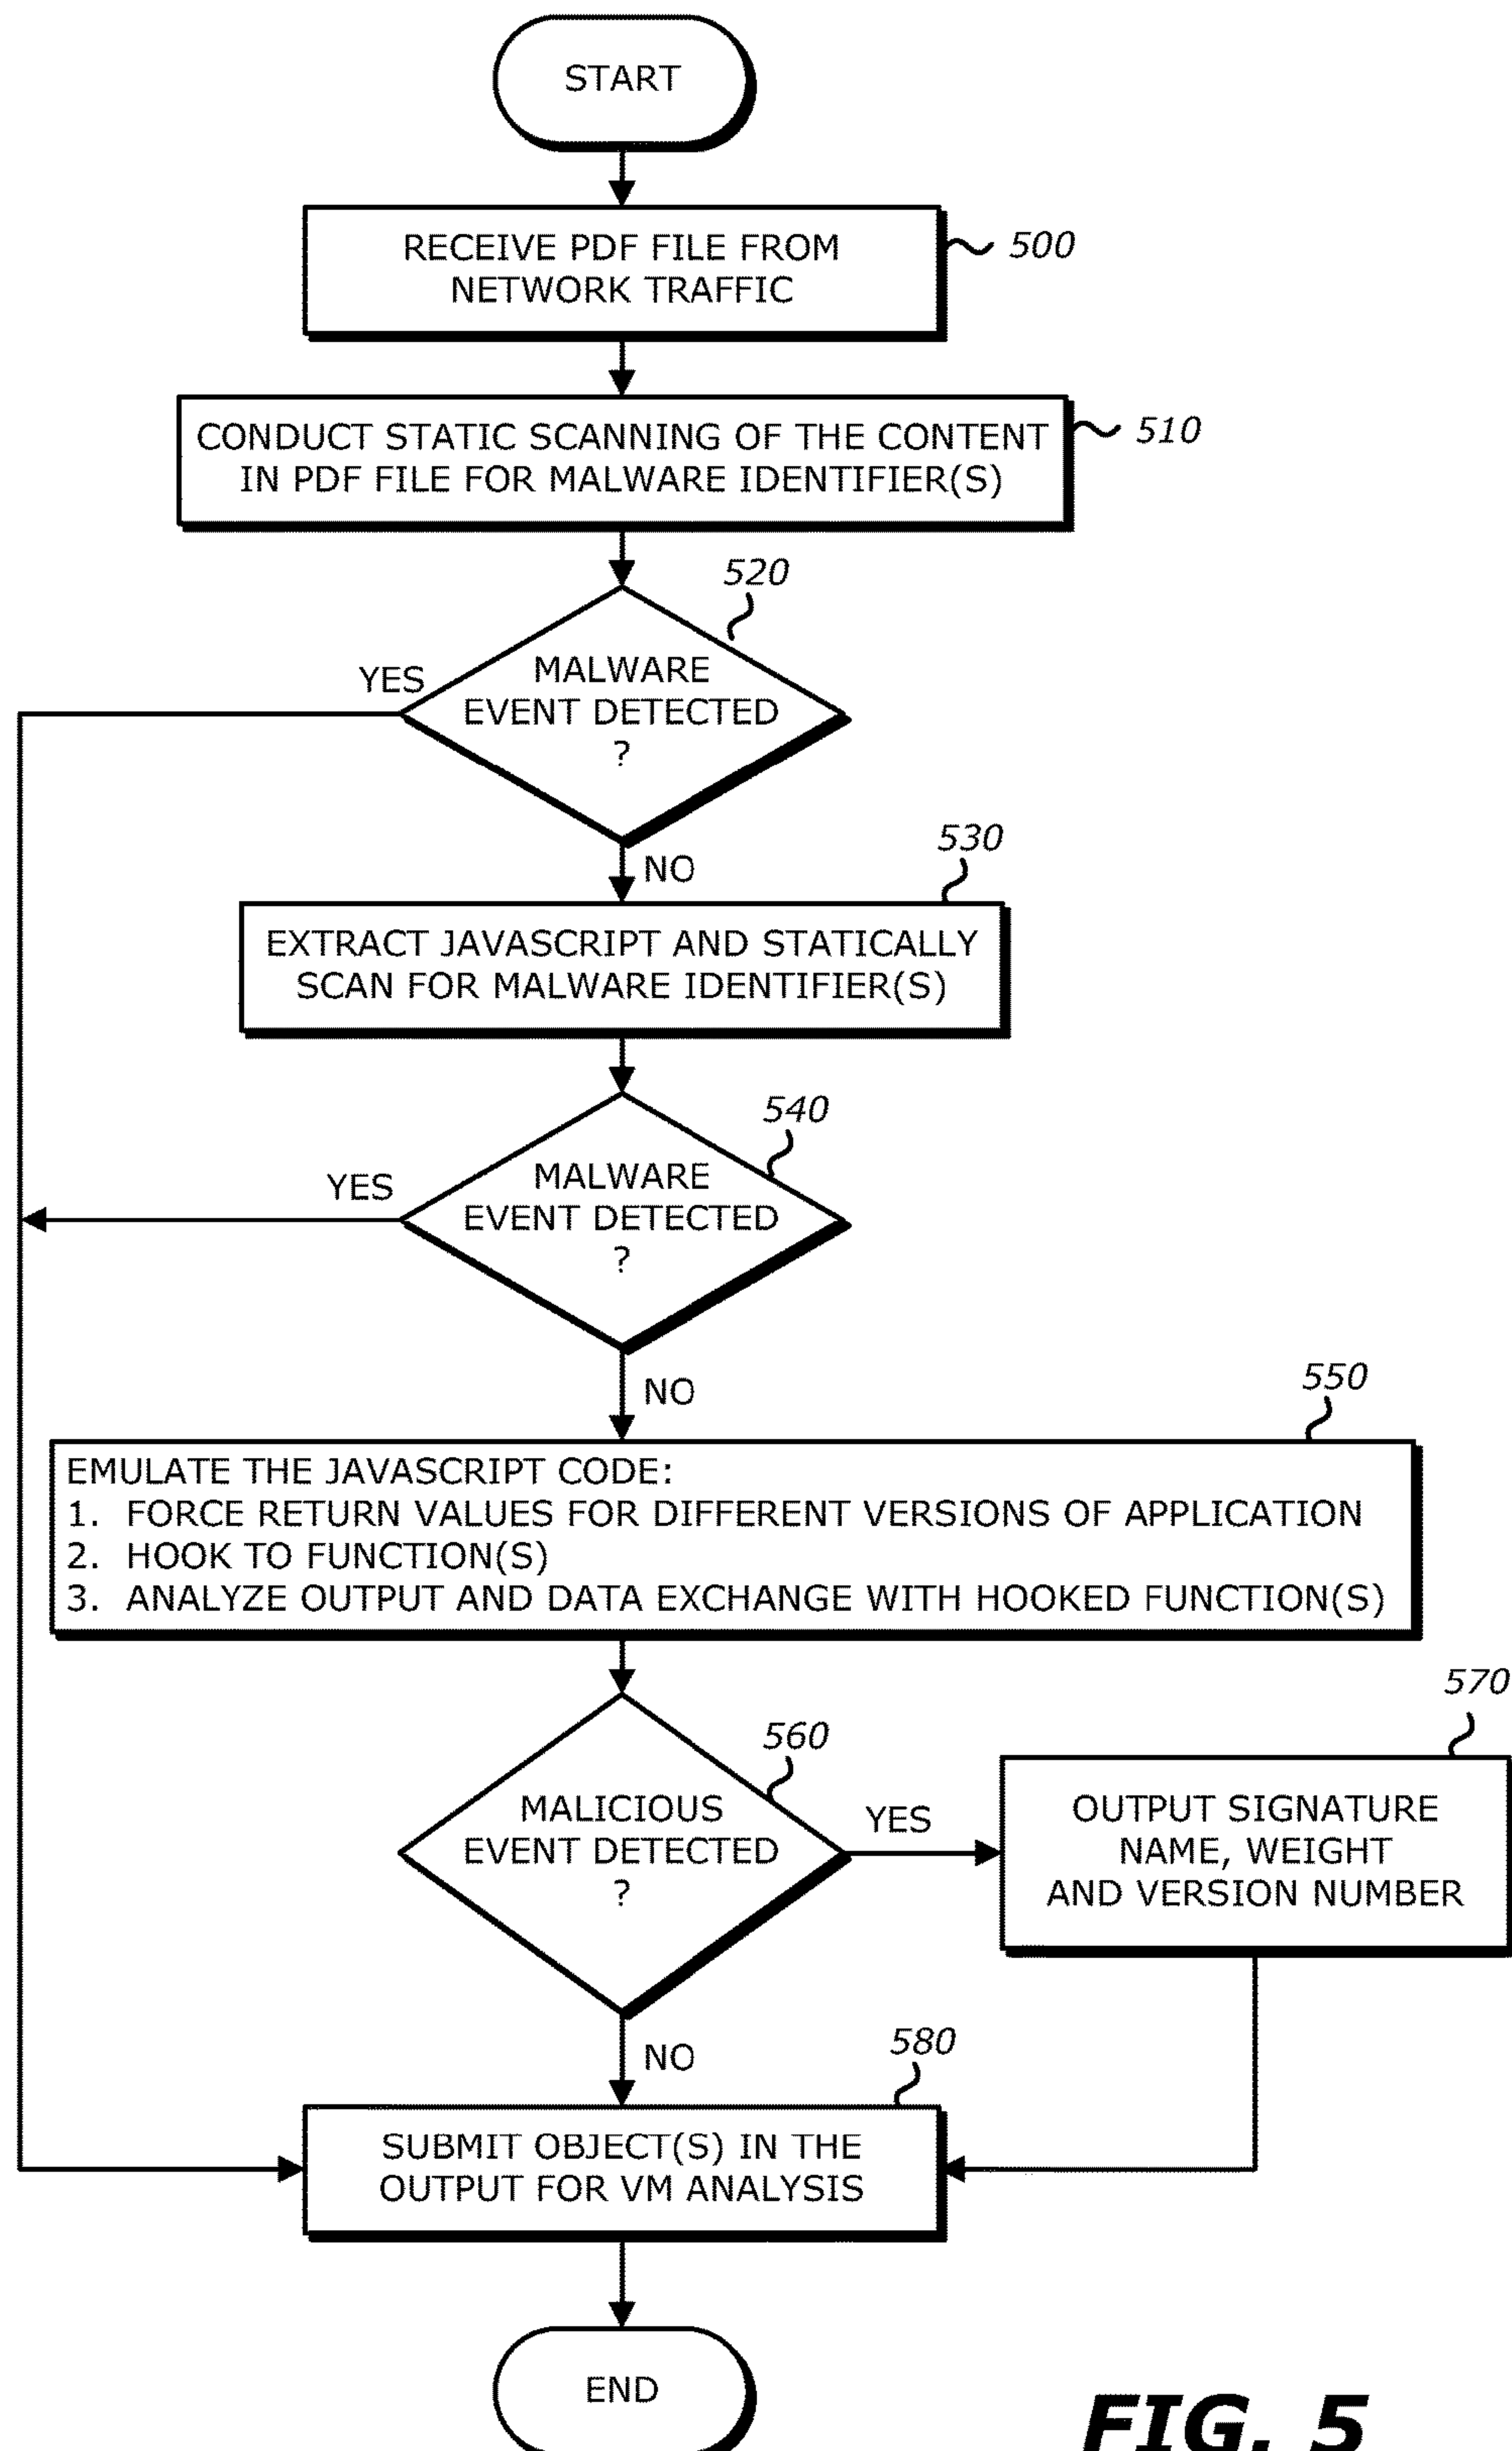 START
RECEIVE PDF FILE FROM
NETWORK TRAFFIC
500
CONDUCT STATIC SCANNING OF THE CONTENT
IN PDF FILE FOR MALWARE IDENTIFIER(S)
510
520
MALWARE
EVENT DETECTED
?
YES
NO
530
EXTRACT JAVASCRIPT AND STATICALLY
SCAN FOR MALWARE IDENTIFIER(S)
540
MALWARE
EVENT DETECTED
?
YES
NO
550
EMULATE THE JAVASCRIPT CODE:
1. FORCE RETURN VALUES FOR DIFFERENT VERSIONS OF APPLICATION
2. HOOK TO FUNCTION(S)
3. ANALYZE OUTPUT AND DATA EXCHANGE WITH HOOKED FUNCTION(S)
560
MALICIOUS
EVENT DETECTED
?
YES
570
OUTPUT SIGNATURE
NAME, WEIGHT
AND VERSION NUMBER
NO
580
SUBMIT OBJECT(S) IN THE
OUTPUT FOR VM ANALYSIS
END
FIG. 5